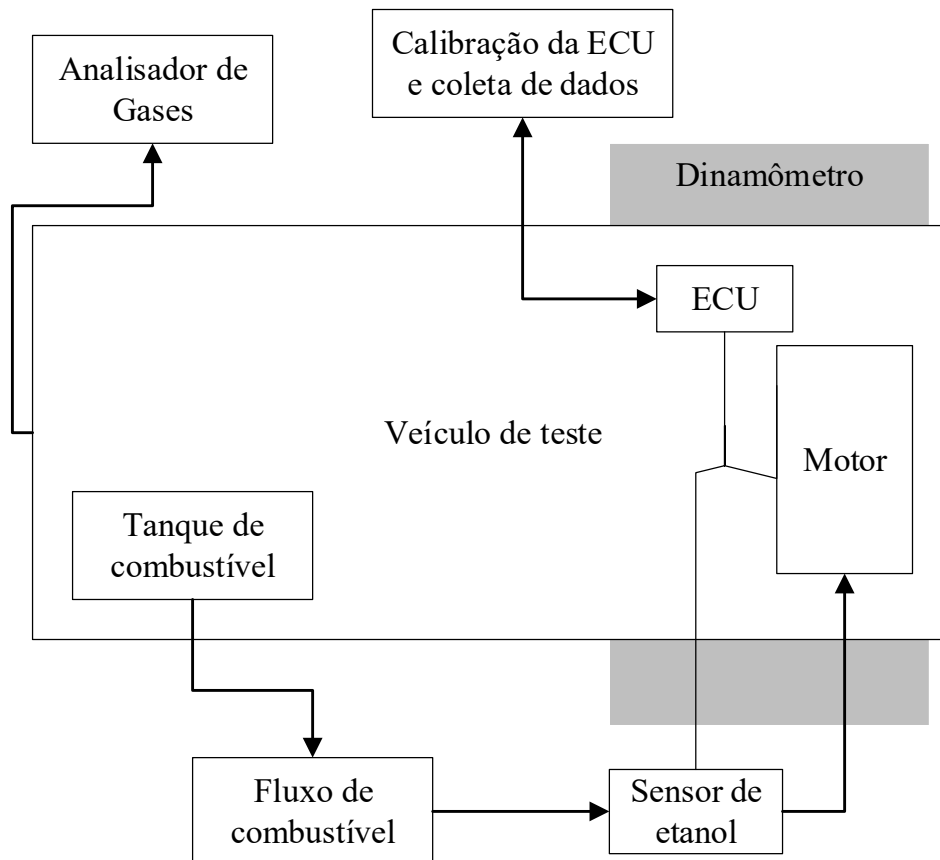 Analisador de
Gases
Calibração da ECU
e coleta de dados
Dinamômetro
ECU
Veículo de teste
Motor
Tanque de
combustível
Fluxo de
combustível
Sensor de
etanol